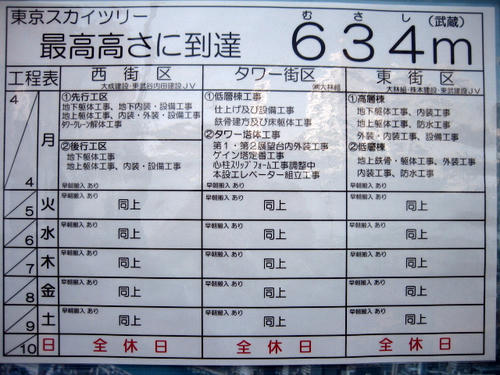 東京スカイツリー
最高高さに到達 634m
むさし
(武蔵)
工程表 西街区 タワー街区 東街区
大成建設・東武谷内田建設JV ㈱大林組 大林組・株木建設・東武建設JV
4 月 4
①先行工区
地下躯体工事、地下内装・設備工事
地上躯体工事、内装・外装・設備工事
タワークレーン解体工事
②後行工区
地下躯体工事
地上躯体工事、内装・設備工事
早朝搬入 あり
①低層棟工事
仕上げ及び設備工事
鉄骨建方及び床躯体工事
②タワー塔体工事
第1・第2展望台内外装工事
ゲイン塔定着工事
心柱スリップフォーム工事調整中
本設エレベーター組立工事
早朝搬入 あり
①高層棟
地下躯体工事、内装工事
地上躯体工事、防水工事
外装・内装工事、設備工事
②低層棟
地上鉄骨・躯体工事、外装工事
内装工事、防水工事
早朝搬入 あり
5 火 早朝搬入 あり 同上 早朝搬入 あり 同上 早朝搬入 あり 同上
6 水 早朝搬入 あり 同上 早朝搬入 あり 同上 早朝搬入 あり 同上
7 木 早朝搬入 あり 同上 早朝搬入 あり 同上 早朝搬入 あり 同上
8 金 早朝搬入 あり 同上 早朝搬入 あり 同上 早朝搬入 あり 同上
9 土 早朝搬入 あり 同上 早朝搬入 あり 同上 早朝搬入 あり 同上
10 日 全休日 全休日 全休日